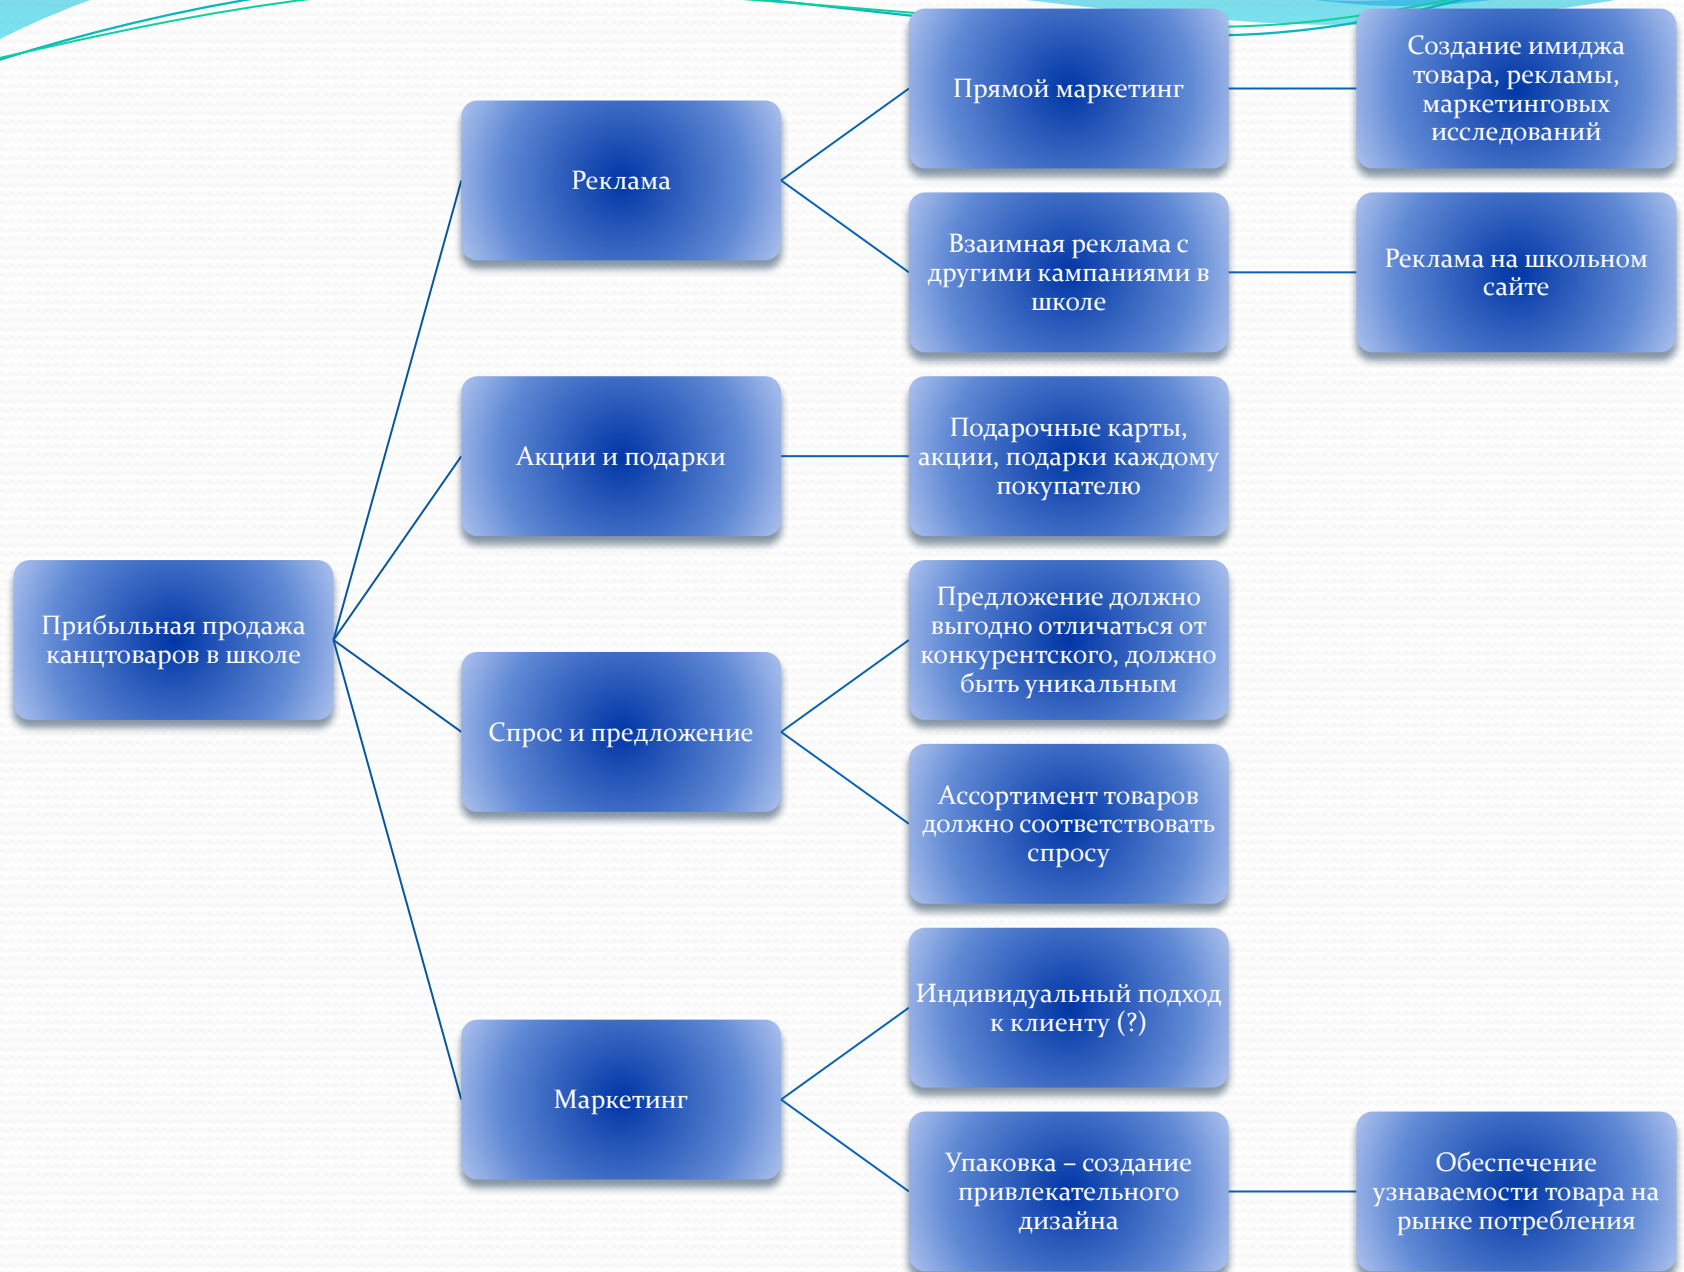 Прибыльная продажа
канцтоваров в школе
Реклама
Прямой маркетинг
Создание имиджа
товара, рекламы,
маркетинговых
исследований
Взаимная реклама с
другими кампаниями в
школе
Реклама на школьном
сайте
Акции и подарки
Подарочные карты,
акции, подарки каждому
покупателю
Спрос и предложение
Предложение должно
выгодно отличаться от
конкурентского, должно
быть уникальным
Ассортимент товаров
должно соответствовать
спросу
Маркетинг
Индивидуальный подход
к клиенту (?)
Упаковка – создание
привлекательного
дизайна
Обеспечение
узнаваемости товара на
рынке потребления